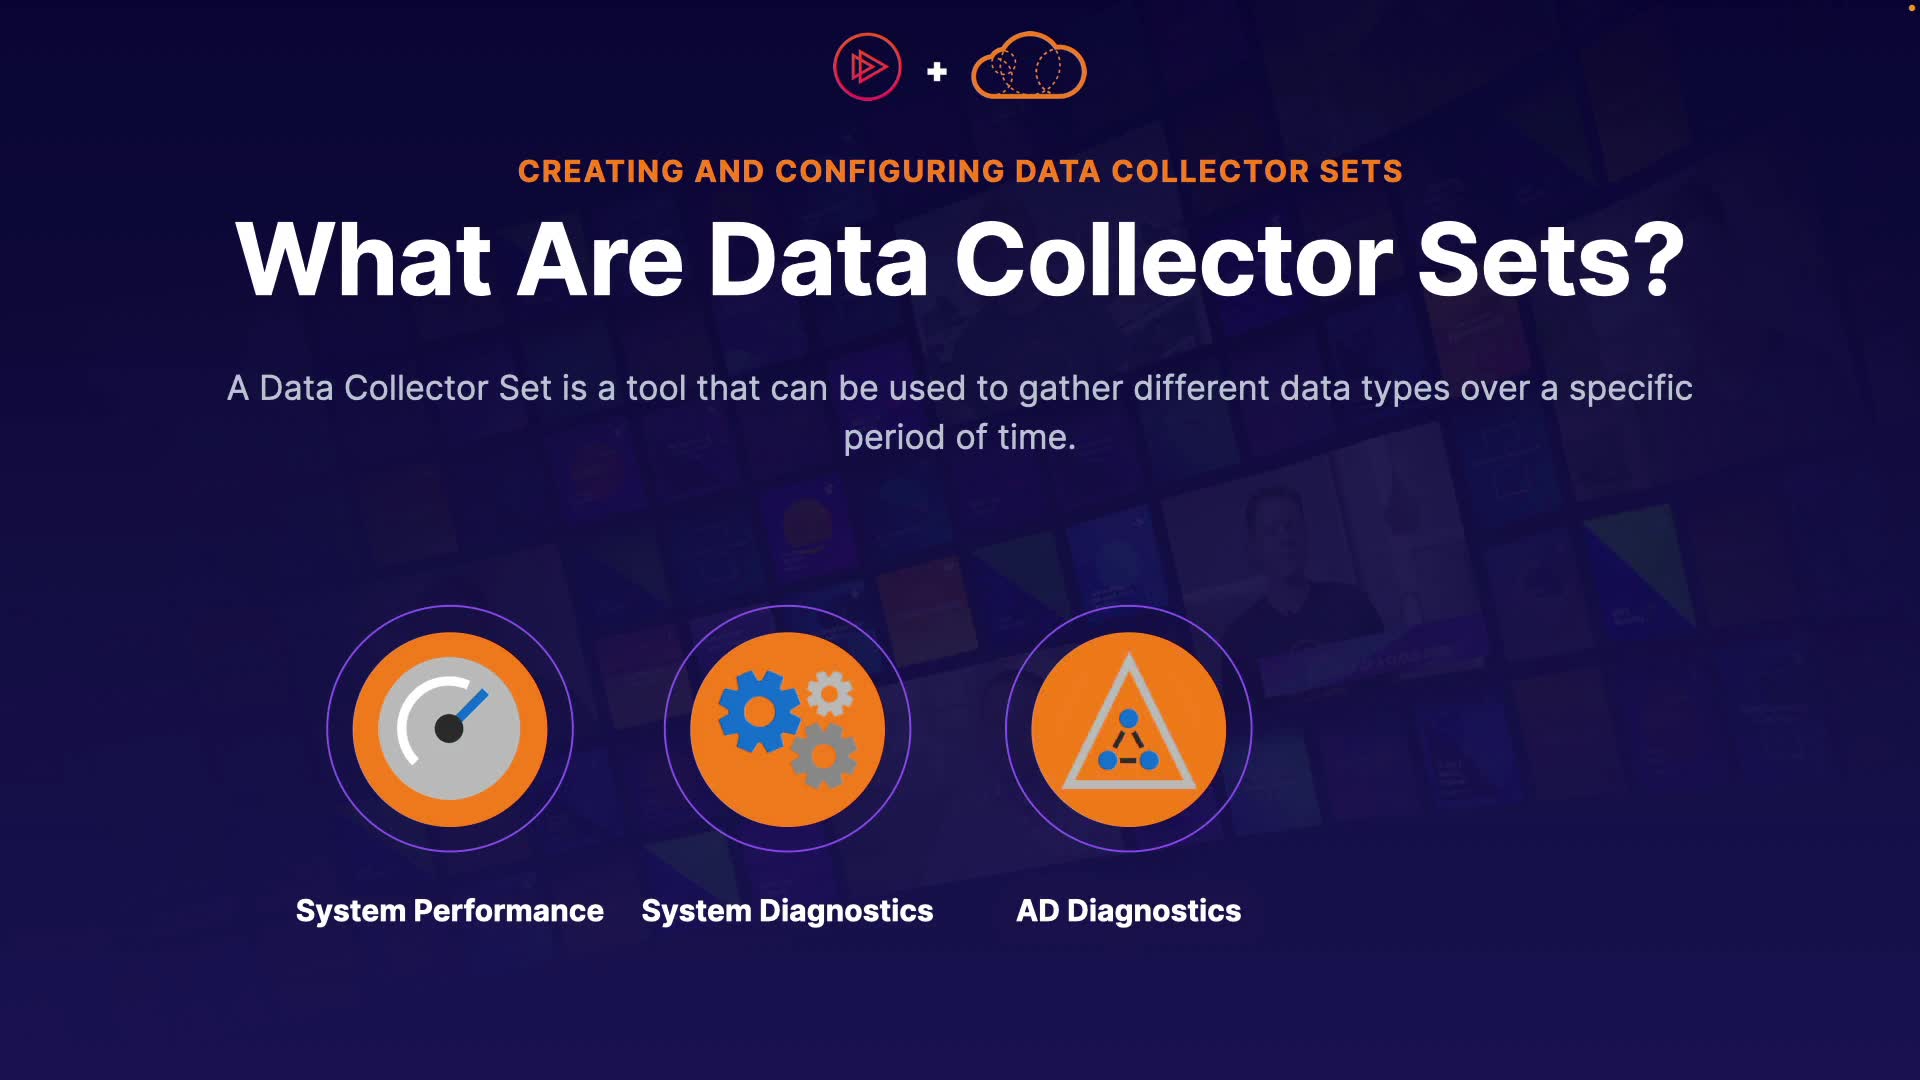 CREATING AND CONFIGURING DATA COLLECTOR SETS
What Are Data Collector Sets?
A Data Collector Set is a tool that can be used to gather different data types over a specific
period of time.
System Performance
System Diagnostics
AD Diagnostics